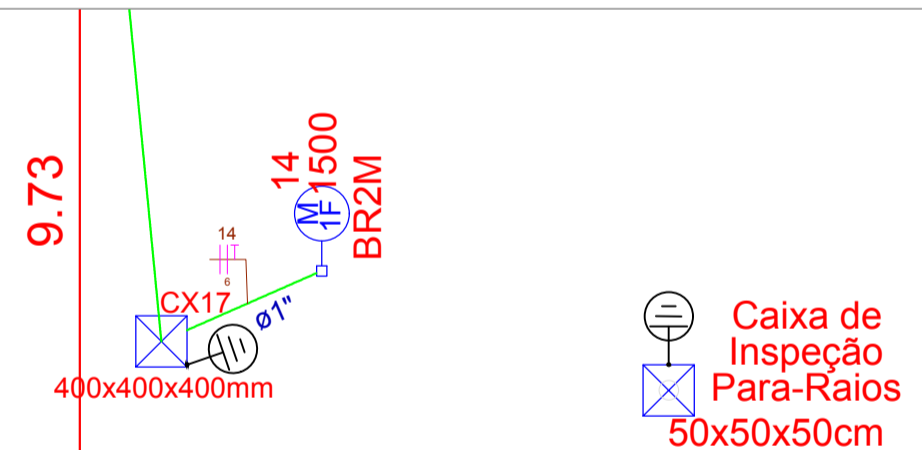 9.73
14
1500
BR2M
M
1F
14
T
6
CX17
ø1"
400x400x400mm
Caixa de
Inspeção
Para-Raios
50x50x50cm